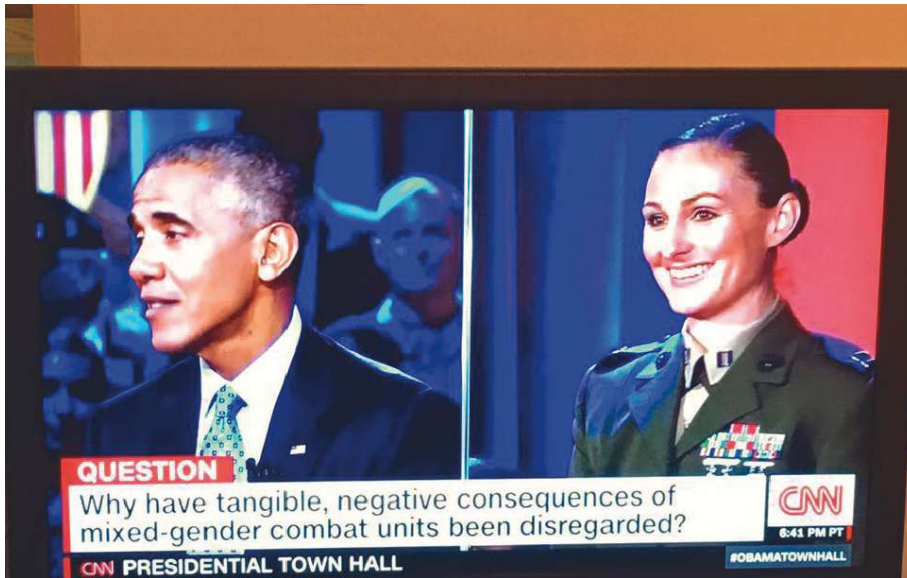 QUESTION
Why have tangible, negative consequences of
mixed-gender combat units been disregarded?
CNN
6:41 PM PT
CNN PRESIDENTIAL TOWN HALL
#OBAMATOWNHALL